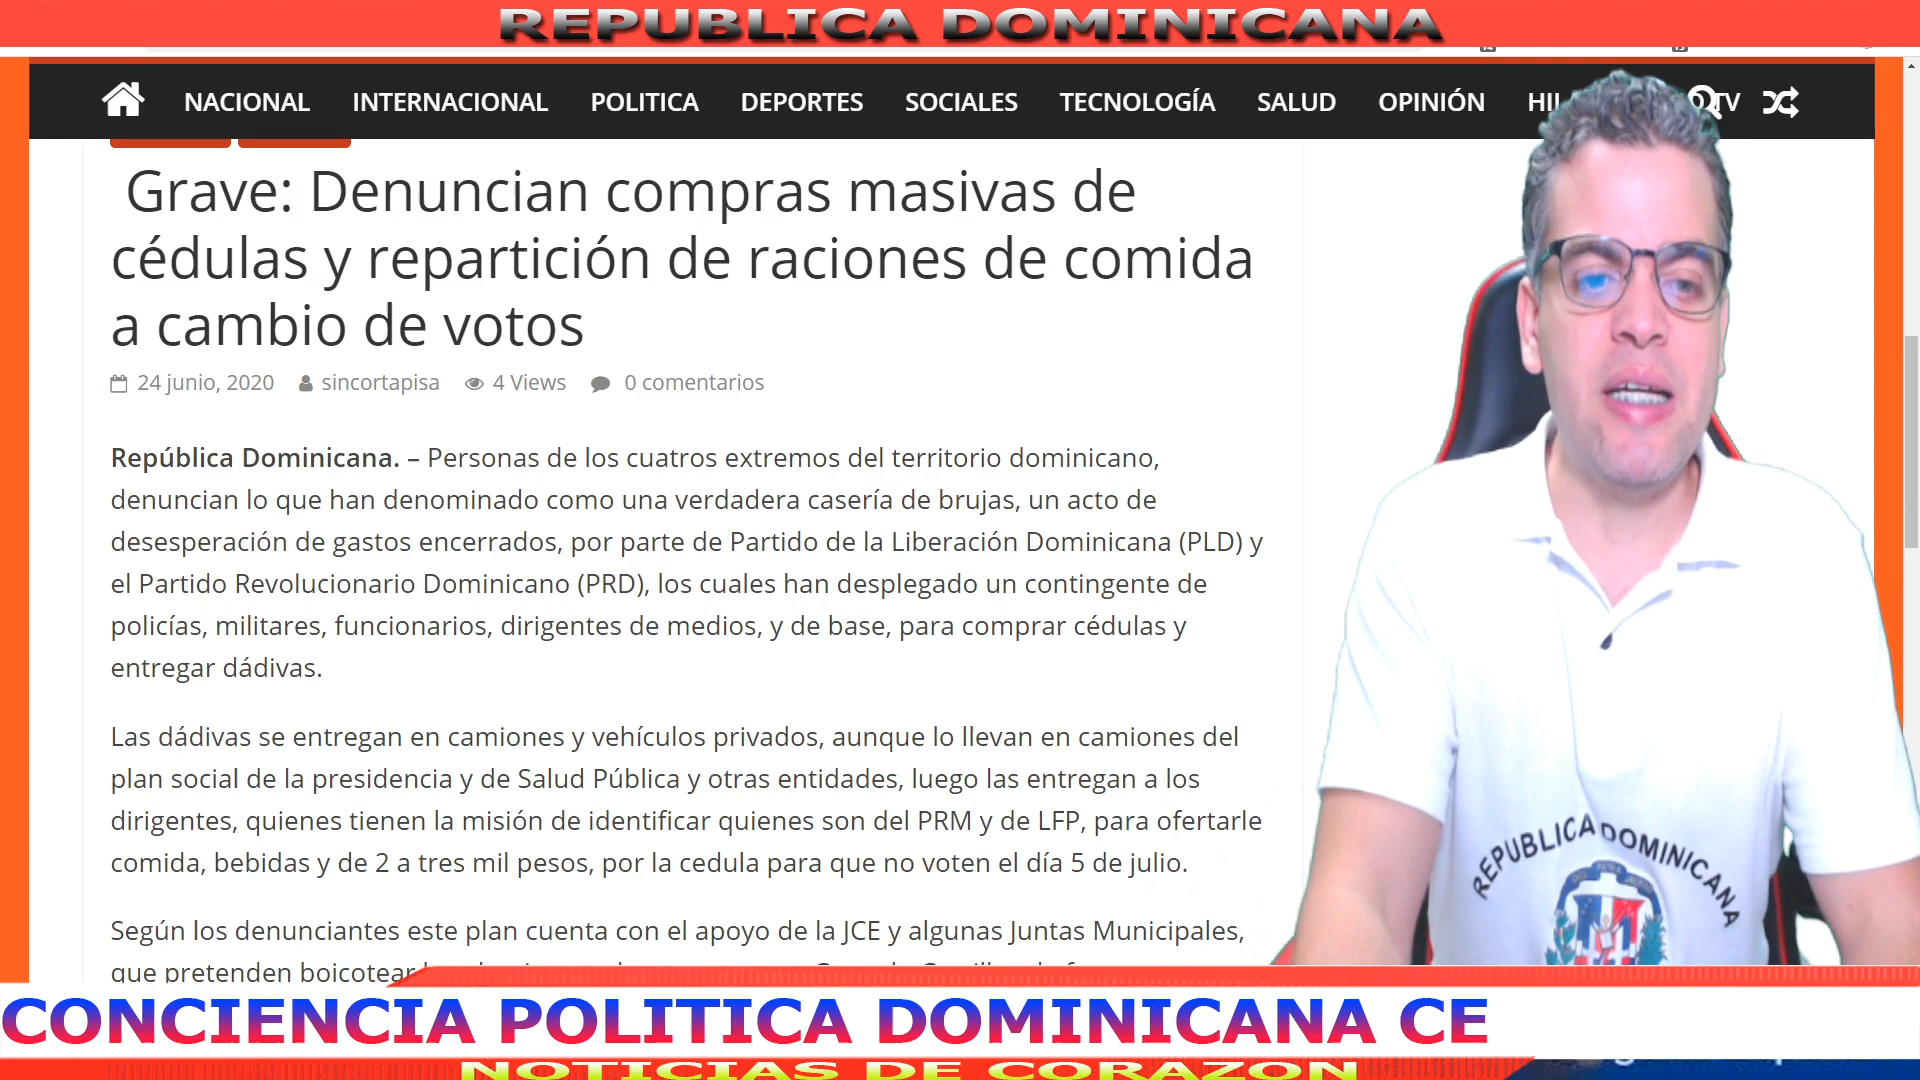 REPUBLICA DOMINICANA
NACIONAL INTERNACIONAL POLITICA DEPORTES SOCIALES TECNOLOGÍA SALUD OPINIÓN TV
Grave: Denuncian compras masivas de
cédulas y repartición de raciones de comida
a cambio de votos
24 junio, 2020 sincortapisa 4 Views 0 comentarios
República Dominicana. – Personas de los cuatros extremos del territorio dominicano,
denuncian lo que han denominado como una verdadera casería de brujas, un acto de
desesperación de gastos encerrados, por parte de Partido de la Liberación Dominicana (PLD) y
el Partido Revolucionario Dominicano (PRD), los cuales han desplegado un contingente de
policías, militares, funcionarios, dirigentes de medios, y de base, para comprar cédulas y
entregar dádivas.
Las dádivas se entregan en camiones y vehículos privados, aunque lo llevan en camiones del
plan social de la presidencia y de Salud Pública y otras entidades, luego las entregan a los
dirigentes, quienes tienen la misión de identificar quienes son del PRM y de LFP, para ofertarle
comida, bebidas y de 2 a tres mil pesos, por la cedula para que no voten el día 5 de julio.
Según los denunciantes este plan cuenta con el apoyo de la JCE y algunas Juntas Municipales,
que pretenden boicotear
REPUBLICA DOMINICANA
CONCIENCIA POLITICA DOMINICANA CE
NOTICIAS DE CORAZON